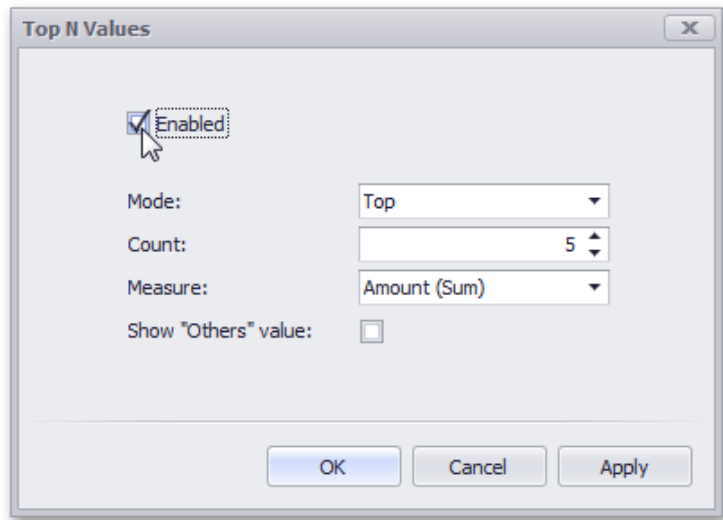 Top N Values
Enabled
Mode: Top
Count: 5
Measure: Amount (Sum)
Show "Others" value:
OK Cancel Apply